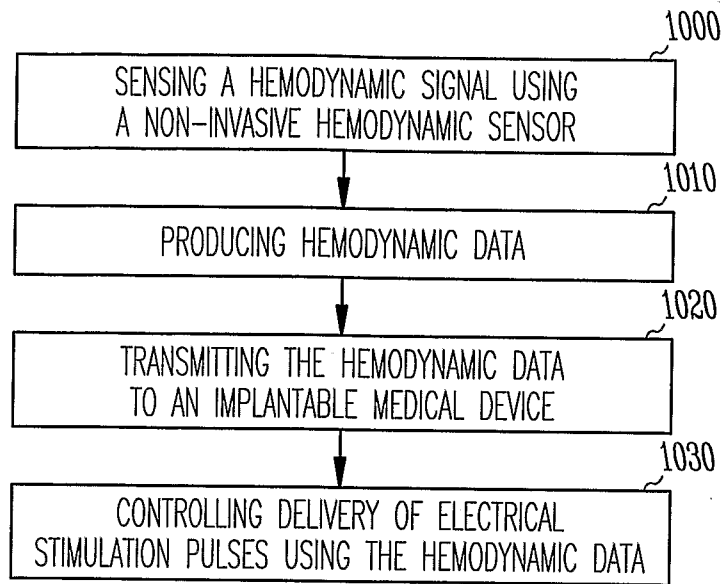 1000
SENSING A HEMODYNAMIC SIGNAL USING
A NON-INVASIVE HEMODYNAMIC SENSOR
1010
PRODUCING HEMODYNAMIC DATA
1020
TRANSMITTING THE HEMODYNAMIC DATA
TO AN IMPLANTABLE MEDICAL DEVICE
1030
CONTROLLING DELIVERY OF ELECTRICAL
STIMULATION PULSES USING THE HEMODYNAMIC DATA